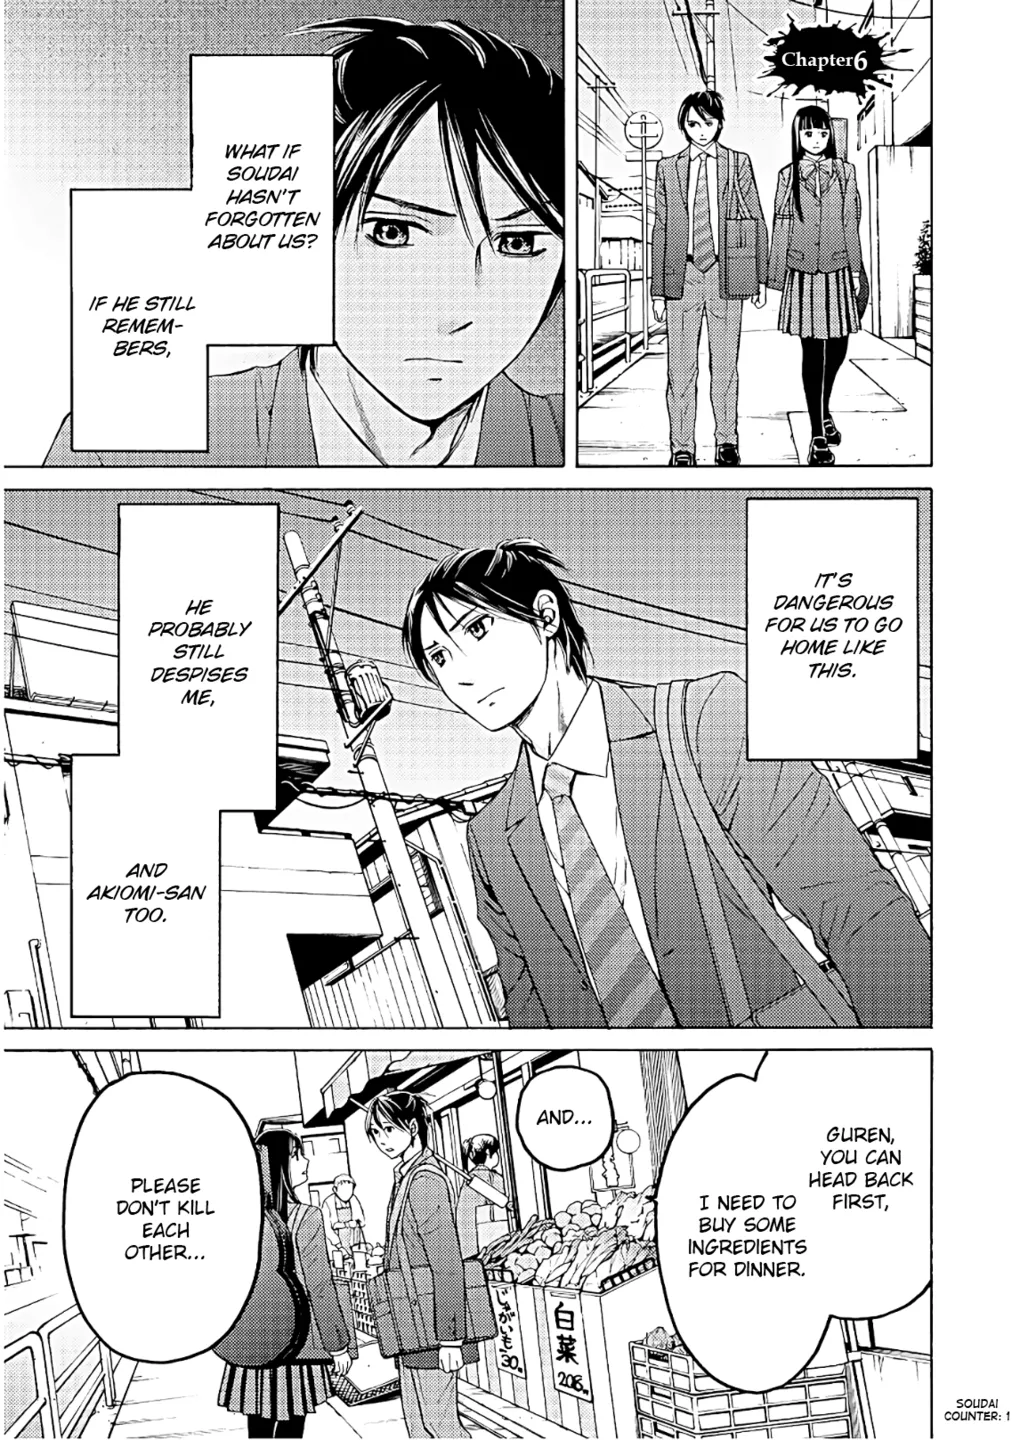 Chapter6
WHAT IF
SOUDAI
HASN'T
FORGOTTEN
ABOUT US?
IF HE STILL
REMEM-
BERS,
IT'S
DANGEROUS
FOR US TO GO
HOME LIKE
THIS.
HE
PROBABLY
STILL
DESPISES
ME,
AND
AKIOMI-SAN
TOO.
GUREN,
YOU CAN
HEAD BACK
FIRST,
I NEED TO
BUY SOME
INGREDIENTS
FOR DINNER.
AND...
PLEASE
DON'T KILL
EACH
OTHER...
白菜
208
じゃがいも
30
SOUDAI
COUNTER: 1